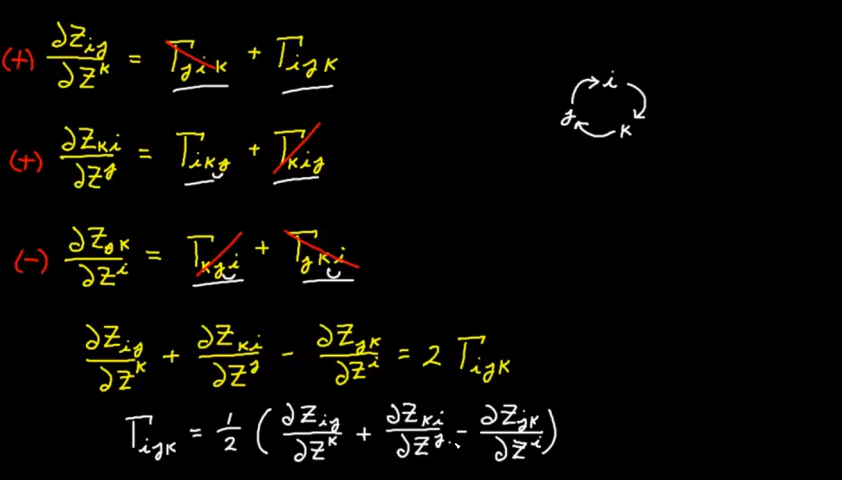 (+) ∂Z_ij/∂Z^k = Γ_jik + Γ_ijk
(+) ∂Z_ki/∂Z^j = Γ_ikj + Γ_kij
(-) ∂Z_jk/∂Z^i = Γ_kji + Γ_jki
∂Z_ij/∂Z^k + ∂Z_ki/∂Z^j - ∂Z_jk/∂Z^i = 2 Γ_ijk
Γ_ijk = 1/2 ( ∂Z_ij/∂Z^k + ∂Z_ki/∂Z^j - ∂Z_jk/∂Z^i )
i
j k